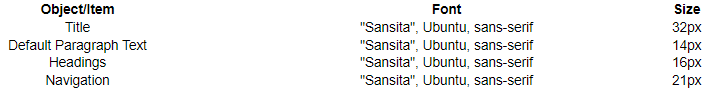 Object/Item Font Size
Title "Sansita", Ubuntu, sans-serif 32px
Default Paragraph Text "Sansita", Ubuntu, sans-serif 14px
Headings "Sansita", Ubuntu, sans-serif 16px
Navigation "Sansita", Ubuntu, sans-serif 21px